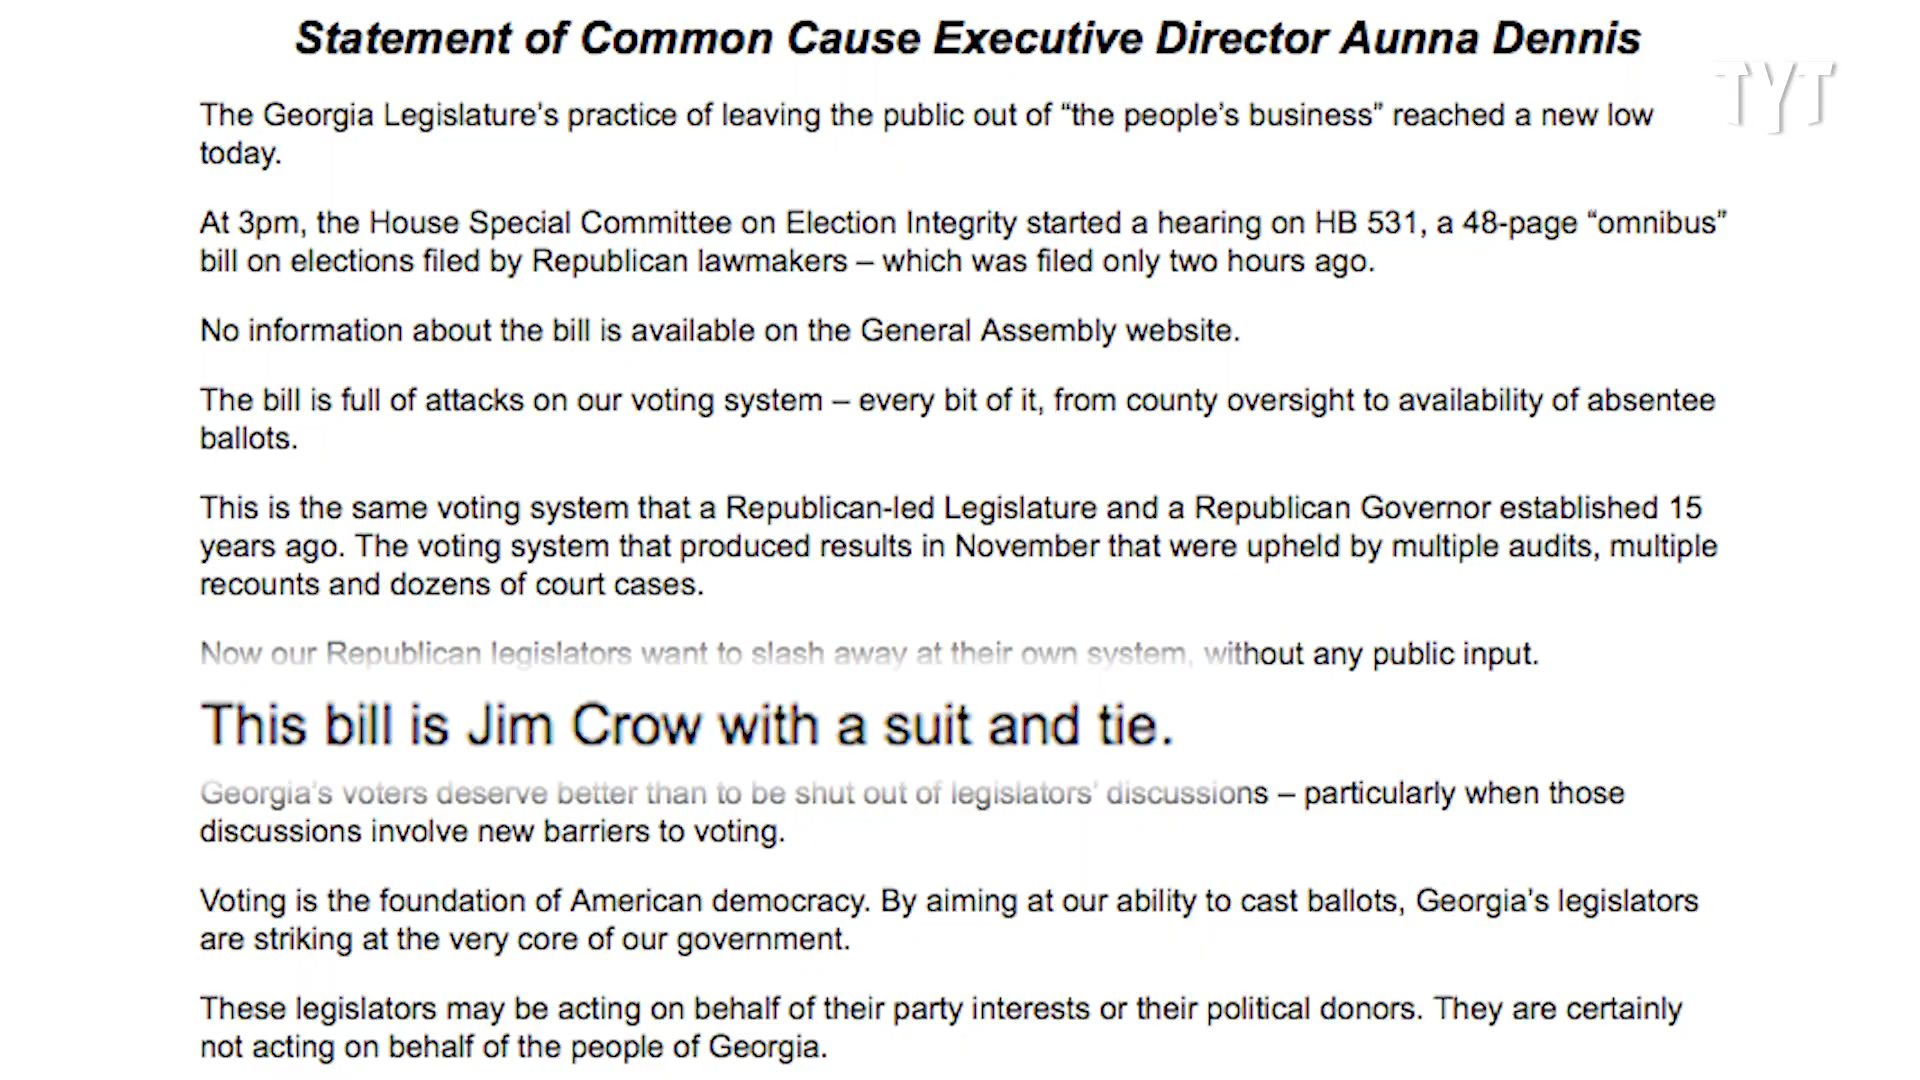 Statement of Common Cause Executive Director Aunna Dennis
TYT
The Georgia Legislature's practice of leaving the public out of “the people's business” reached a new low
today.
At 3pm, the House Special Committee on Election Integrity started a hearing on HB 531, a 48-page “omnibus”
bill on elections filed by Republican lawmakers – which was filed only two hours ago.
No information about the bill is available on the General Assembly website.
The bill is full of attacks on our voting system – every bit of it, from county oversight to availability of absentee
ballots.
This is the same voting system that a Republican-led Legislature and a Republican Governor established 15
years ago. The voting system that produced results in November that were upheld by multiple audits, multiple
recounts and dozens of court cases.
Now our Republican legislators want to slash away at their own system, without any public input.
This bill is Jim Crow with a suit and tie.
Georgia's voters deserve better than to be shut out of legislators' discussions – particularly when those
discussions involve new barriers to voting.
Voting is the foundation of American democracy. By aiming at our ability to cast ballots, Georgia's legislators
are striking at the very core of our government.
These legislators may be acting on behalf of their party interests or their political donors. They are certainly
not acting on behalf of the people of Georgia.